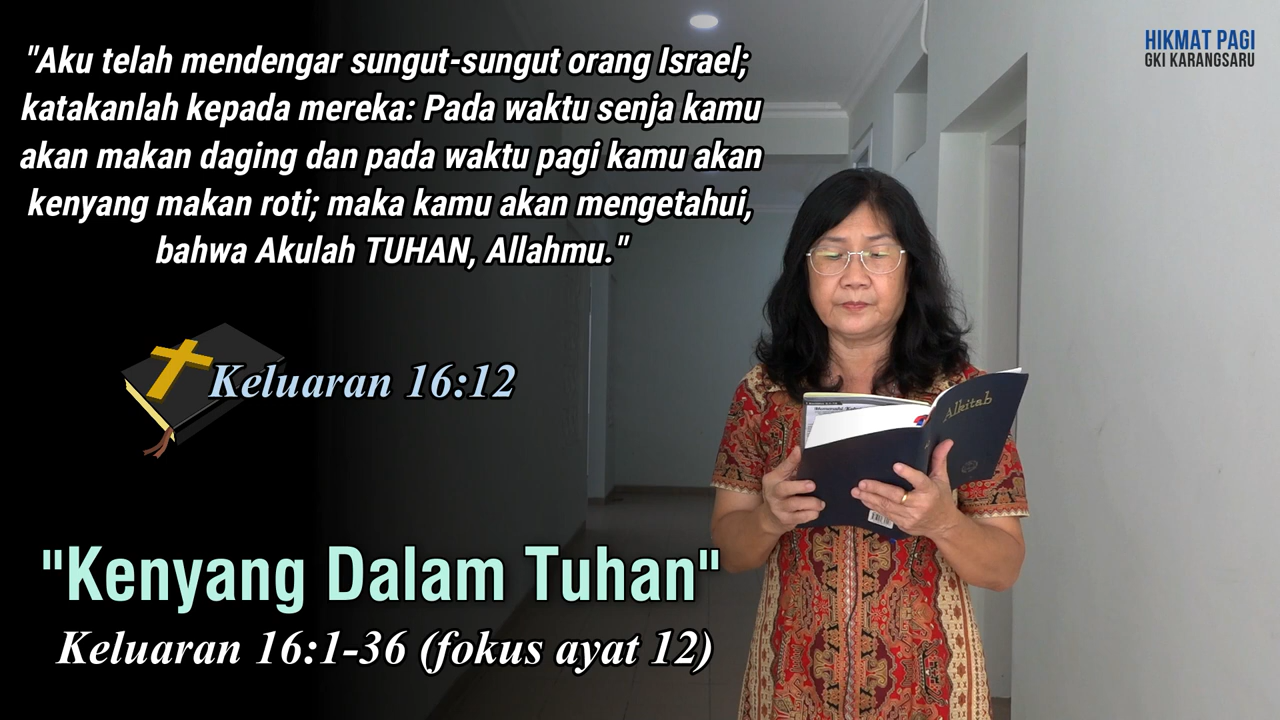 "Aku telah mendengar sungut-sungut orang Israel;
katakanlah kepada mereka: Pada waktu senja kamu
akan makan daging dan pada waktu pagi kamu akan
kenyang makan roti; maka kamu akan mengetahui,
bahwa Akulah TUHAN, Allahmu."
Keluaran 16:12
"Kenyang Dalam Tuhan"
Keluaran 16:1-36 (fokus ayat 12)
HIKMAT PAGI
GKI KARANGSARU
Alkitab